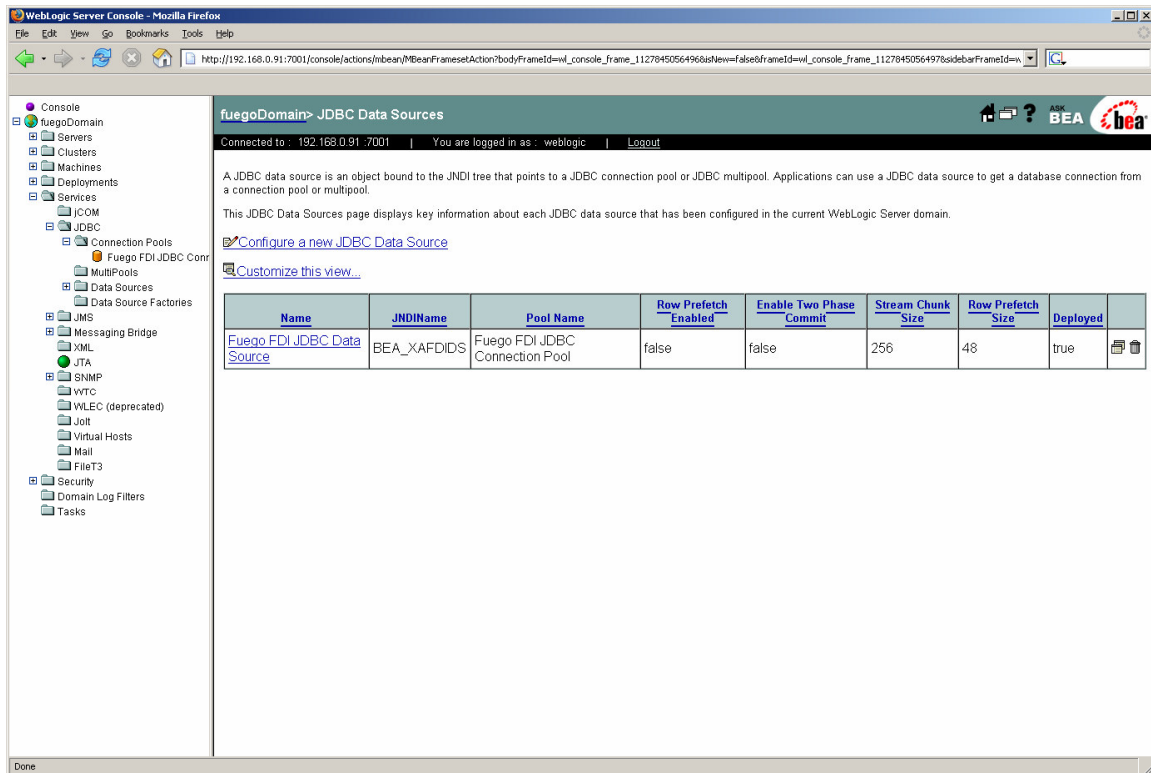 WebLogic Server Console - Mozilla Firefox
File Edit View Go Bookmarks Tools Help
http://192.168.0.91:7001/console/actions/mbean/MBeanFramesetAction?bodyFrameId=wl_console_frame_1127845056496&isNew=false&frameId=wl_console_frame_1127845056497&sidebarFrameId=w
G
Console
fuegoDomain
Servers
Clusters
Machines
Deployments
Services
jCOM
JDBC
Connection Pools
Fuego FDI JDBC Conr
MultiPools
Data Sources
Data Source Factories
JMS
Messaging Bridge
XML
JTA
SNMP
WTC
WLEC (deprecated)
Jolt
Virtual Hosts
Mail
FileT3
Security
Domain Log Filters
Tasks
fuegoDomain> JDBC Data Sources
? ASK BEA bea
Connected to : 192.168.0.91 :7001 | You are logged in as : weblogic | Logout
A JDBC data source is an object bound to the JNDI tree that points to a JDBC connection pool or JDBC multipool. Applications can use a JDBC data source to get a database connection from
a connection pool or multipool.
This JDBC Data Sources page displays key information about each JDBC data source that has been configured in the current WebLogic Server domain.
Configure a new JDBC Data Source
Customize this view...
Name JNDIName Pool Name Row Prefetch Enabled Enable Two Phase Commit Stream Chunk Size Row Prefetch Size Deployed
Fuego FDI JDBC Data Source BEA_XAFDIDS Fuego FDI JDBC Connection Pool false false 256 48 true
Done